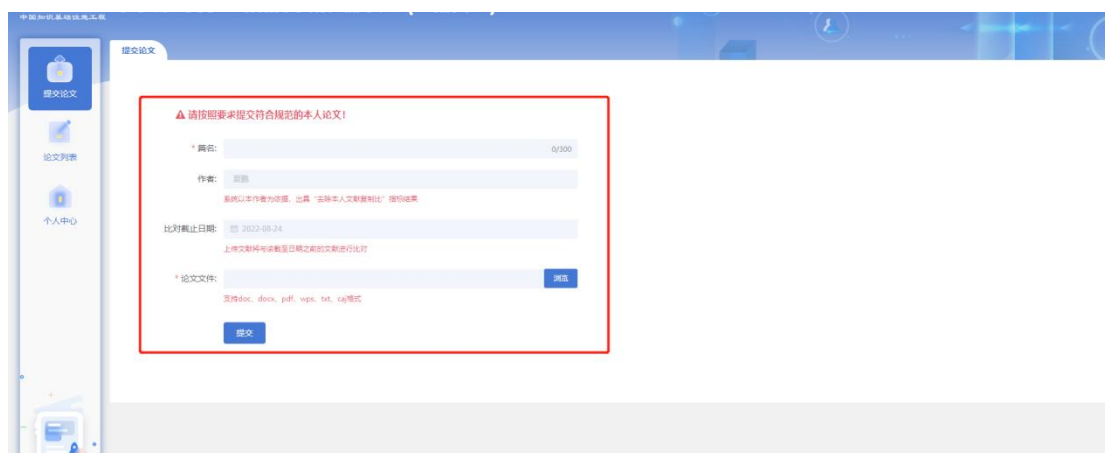 中国知识基础设施工程
提交论文
提交论文
论文列表
个人中心
请按照要求提交符合规范的本人论文！
* 篇名:
0/300
作者:
系统以本作者为依据，出具“去除本人文献复制比”指标结果
比对截止日期:
2022-08-24
上传文献将与该截至日期之前的文献进行比对
* 论文文件:
浏览
支持doc、docx、pdf、wps、txt、caj格式
提交